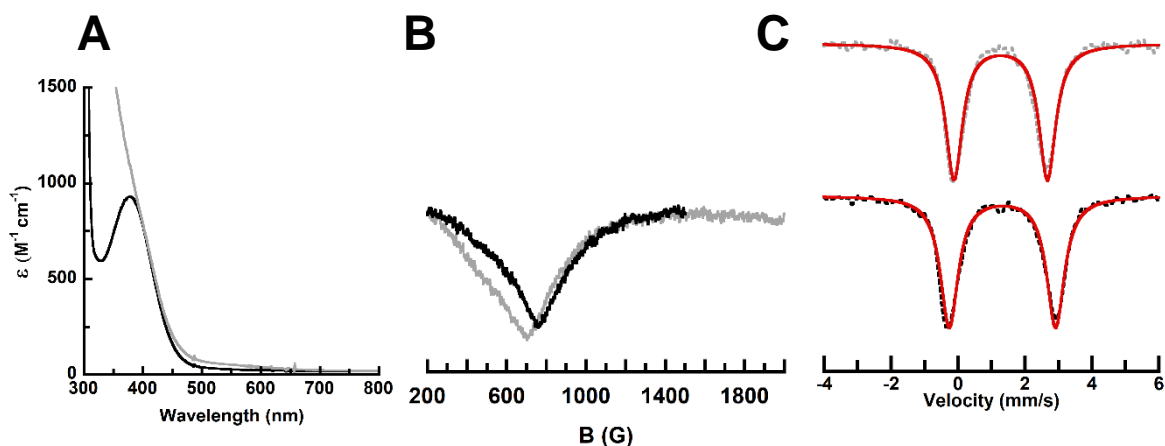 A
B
C
1500
1000
500
0
ε (M⁻¹ cm⁻¹)
300 400 500 600 700 800
Wavelength (nm)
200 600 1000 1400 1800
B (G)
-4 -2 0 2 4 6
Velocity (mm/s)